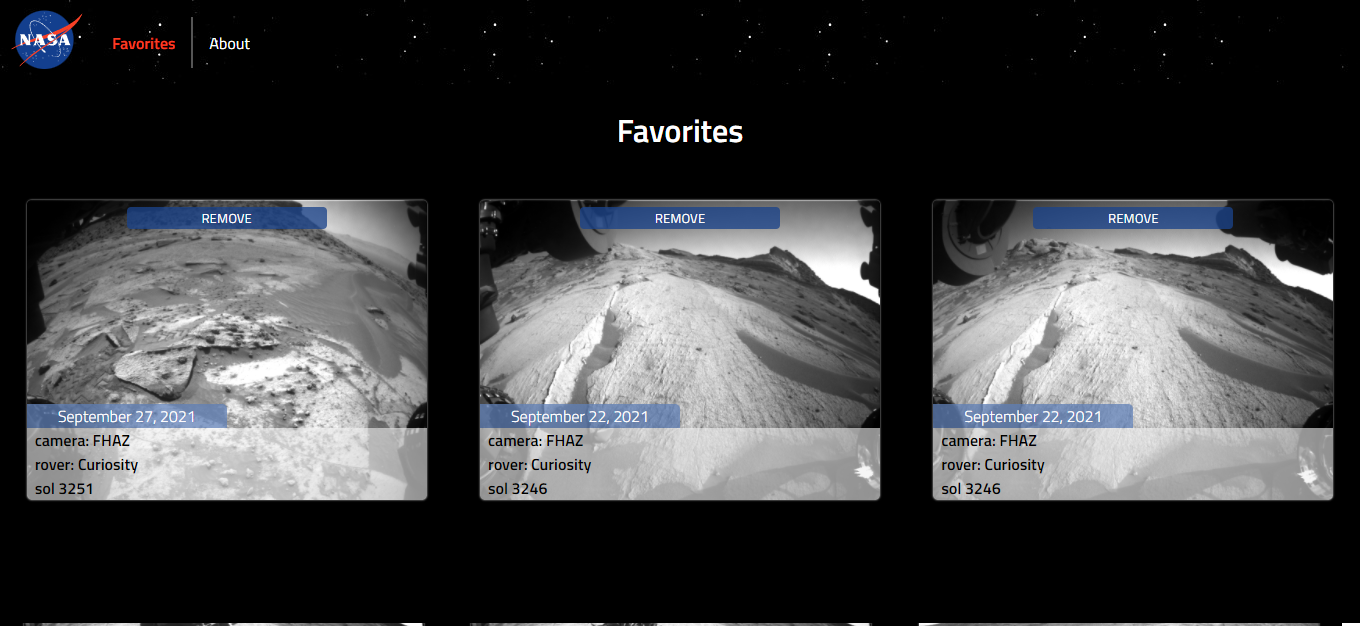 NASA
Favorites
About
Favorites
REMOVE
September 27, 2021
camera: FHAZ
rover: Curiosity
sol 3251
REMOVE
September 22, 2021
camera: FHAZ
rover: Curiosity
sol 3246
REMOVE
September 22, 2021
camera: FHAZ
rover: Curiosity
sol 3246